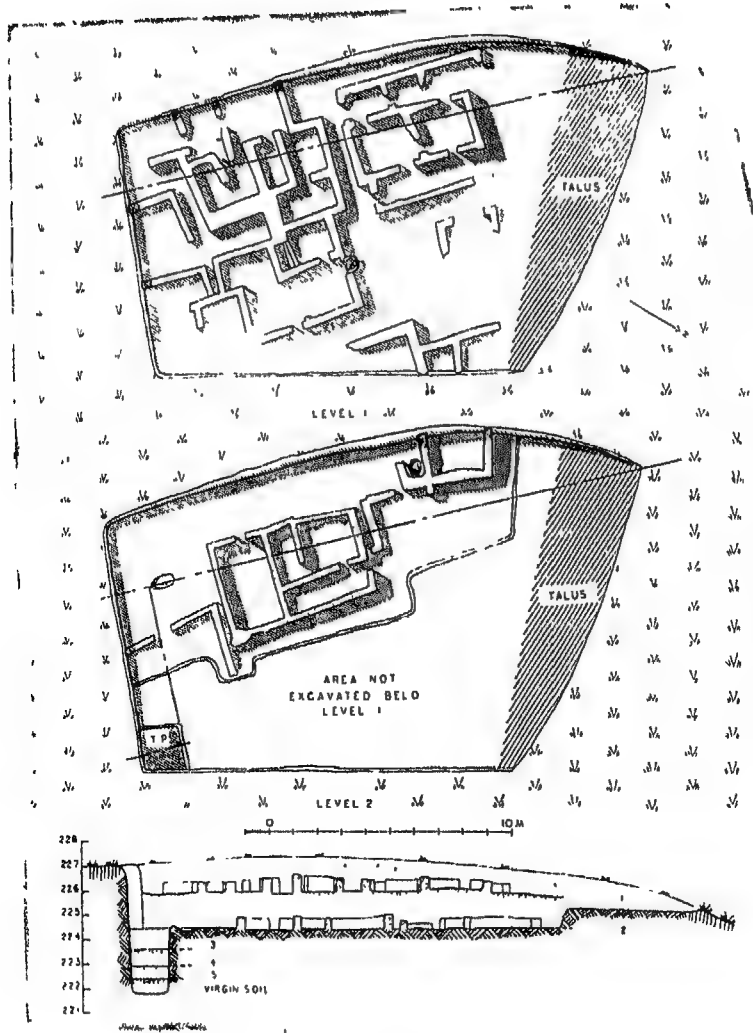 TALUS
LEVEL 1
TALUS
AREA NOT
EXCAVATED BELO
LEVEL 1
T P
LEVEL 2
0 10 M
228
227
226
225
224
223
222
221
1
2
3
4
5
VIRGIN SOIL